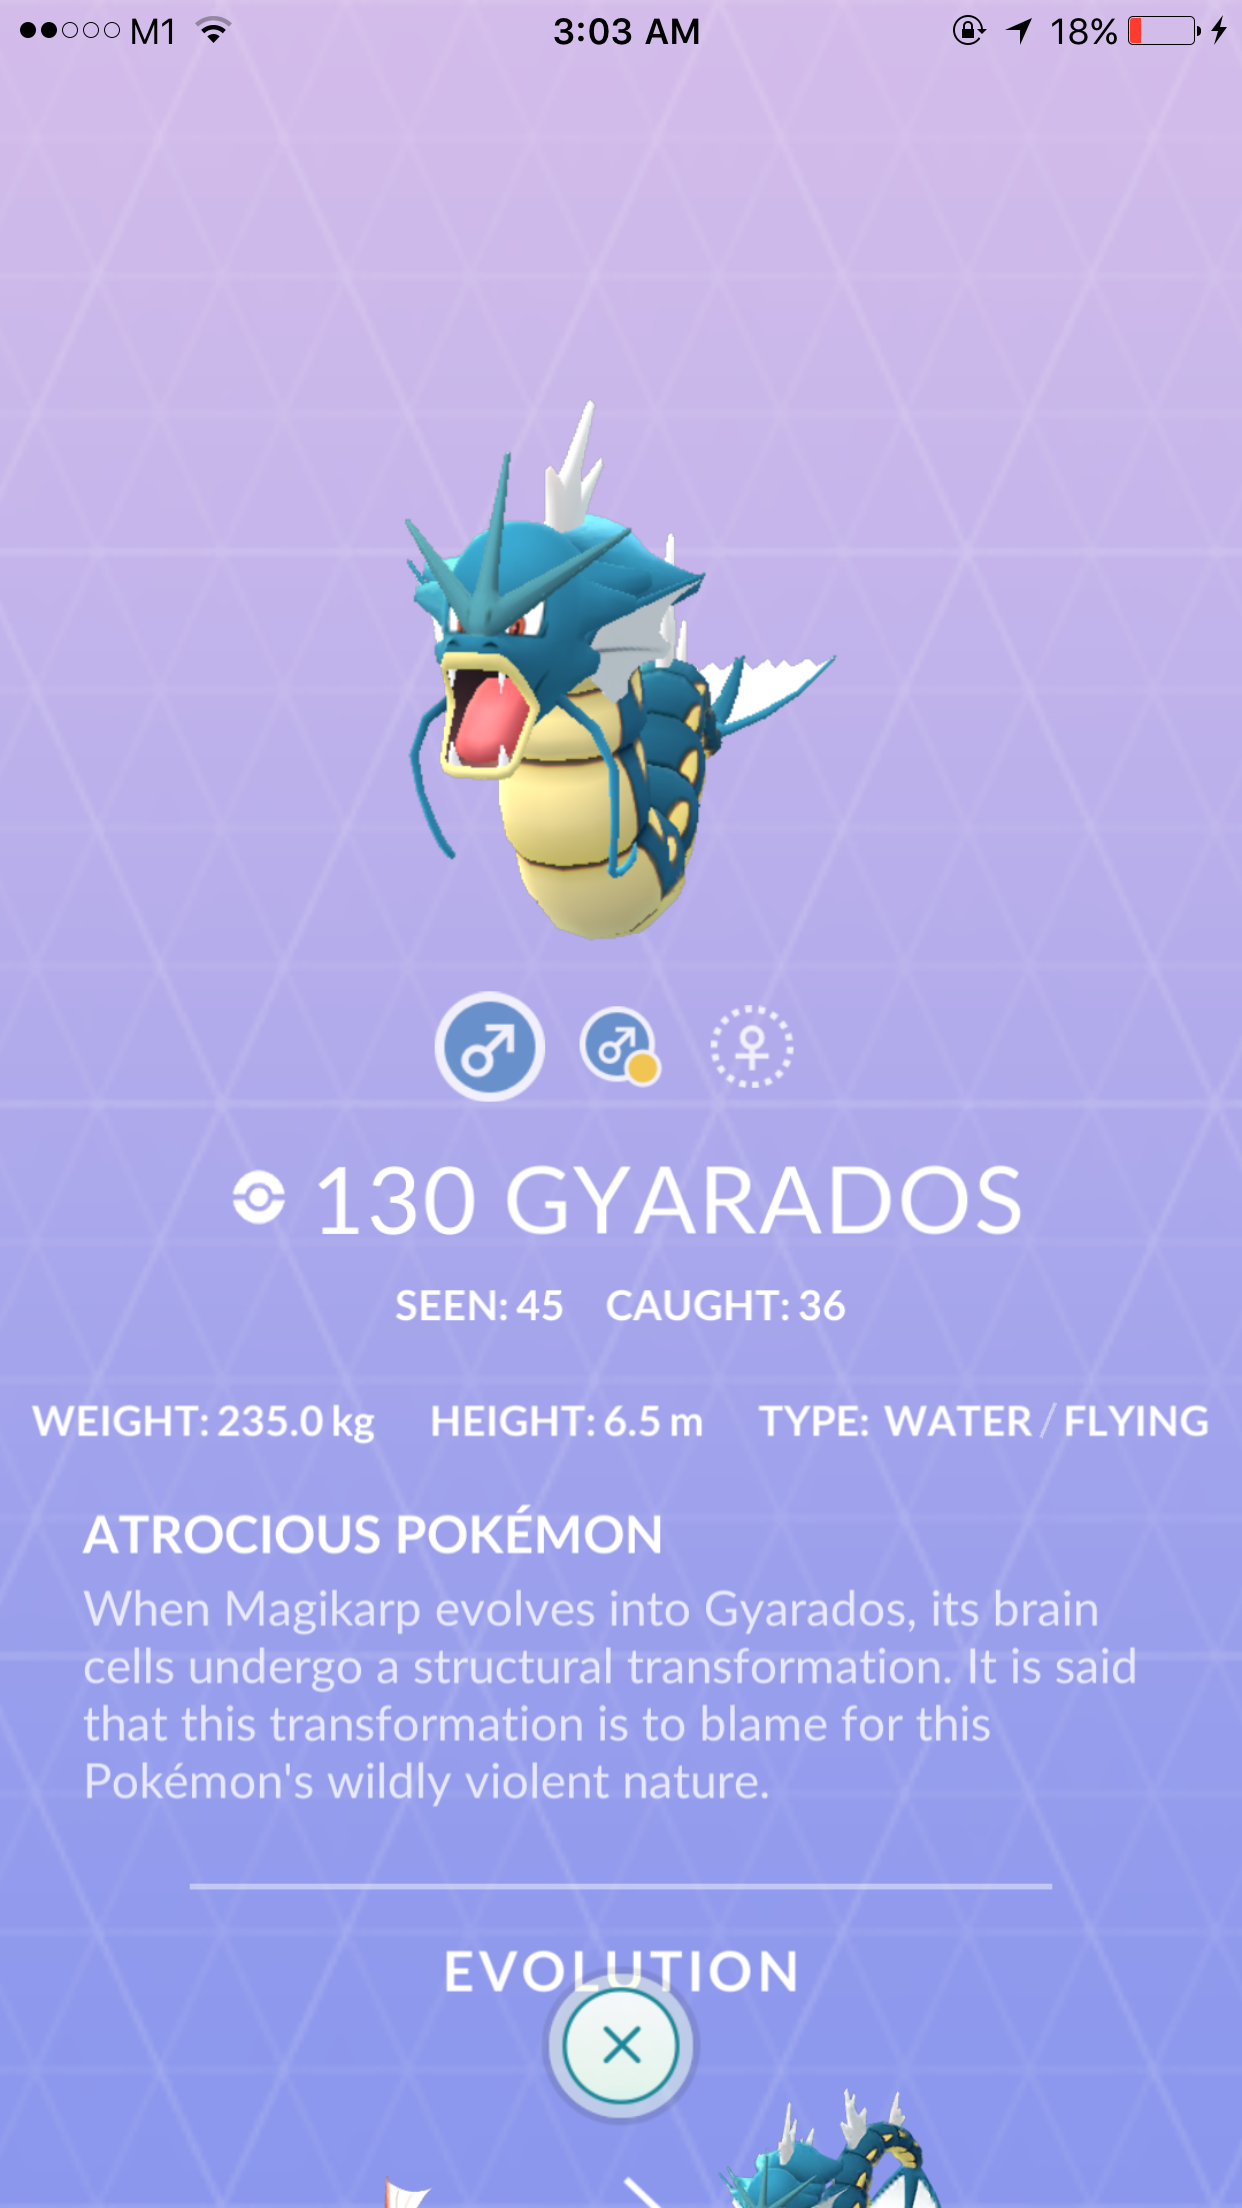 M1 3:03 AM 18%
130 GYARADOS
SEEN: 45 CAUGHT: 36
WEIGHT: 235.0 kg HEIGHT: 6.5 m TYPE: WATER / FLYING
ATROCIOUS POKÉMON
When Magikarp evolves into Gyarados, its brain
cells undergo a structural transformation. It is said
that this transformation is to blame for this
Pokémon's wildly violent nature.
EVOLUTION